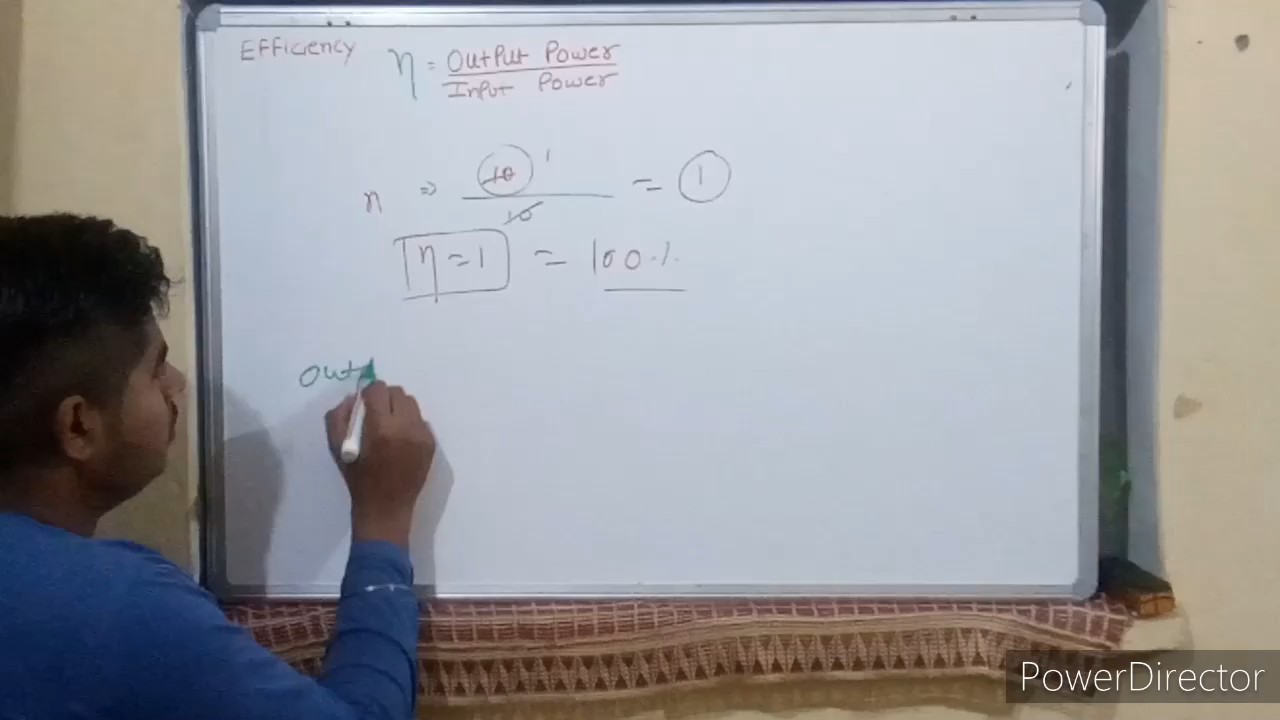 Efficiency η = Output Power
Input Power
η ⇒ 10 1
10 = 1
η = 1 = 100%
Out
PowerDirector